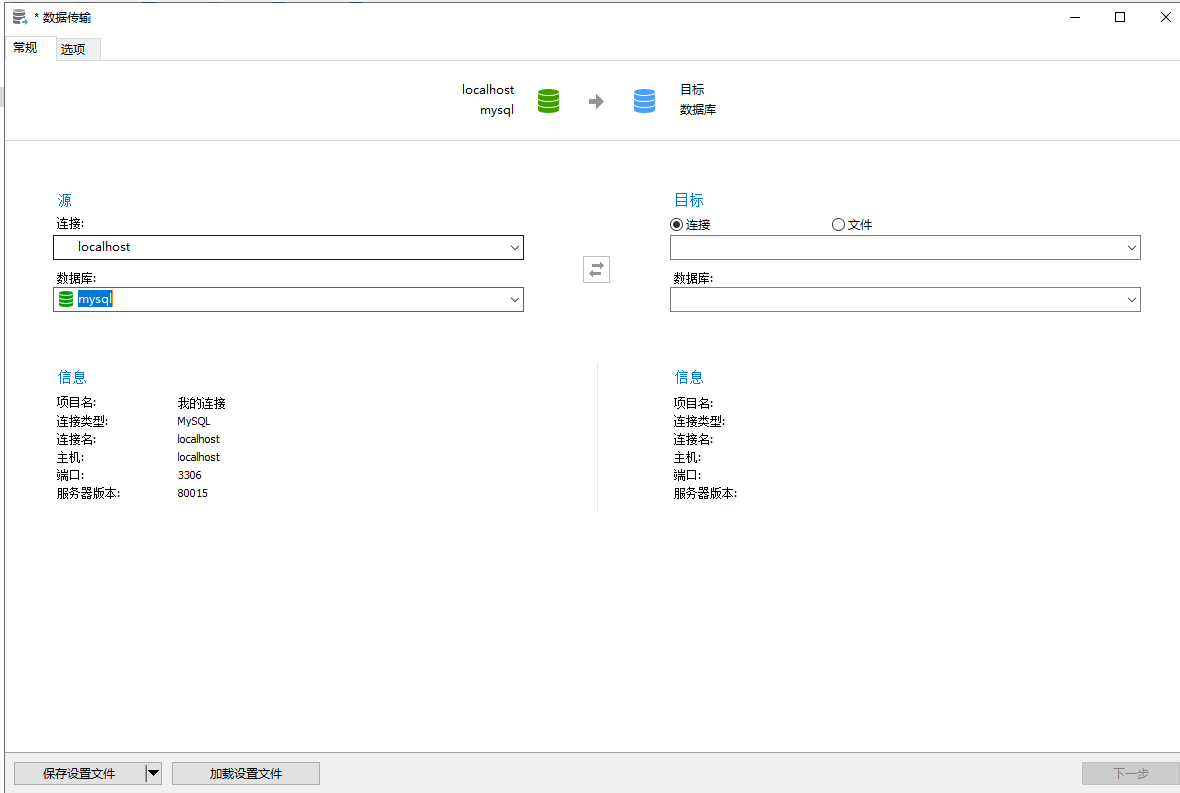 * 数据传输
常规 选项
localhost
mysql
目标
数据库
源
连接:
localhost
数据库:
mysql
目标
连接 文件
数据库:
信息
项目名: 我的连接
连接类型: MySQL
连接名: localhost
主机: localhost
端口: 3306
服务器版本: 80015
信息
项目名:
连接类型:
连接名:
主机:
端口:
服务器版本:
保存设置文件 加载设置文件 下一步